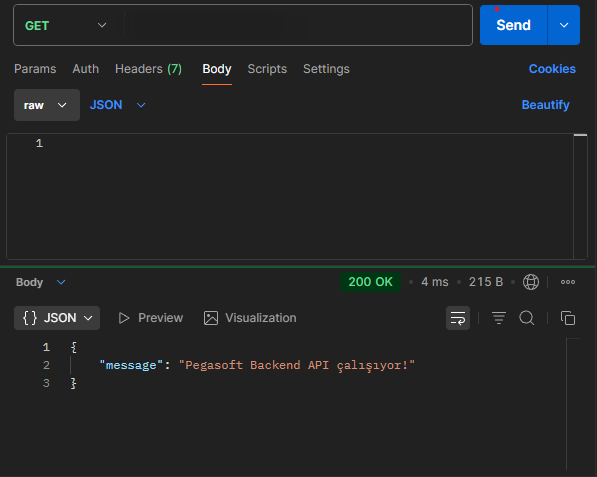 GET
Send
Params Auth Headers (7) Body Scripts Settings Cookies
raw JSON Beautify
1
Body 200 OK • 4 ms • 215 B •
{} JSON Preview Visualization
1 {
2 "message": "Pegasoft Backend API çalışıyor!"
3 }